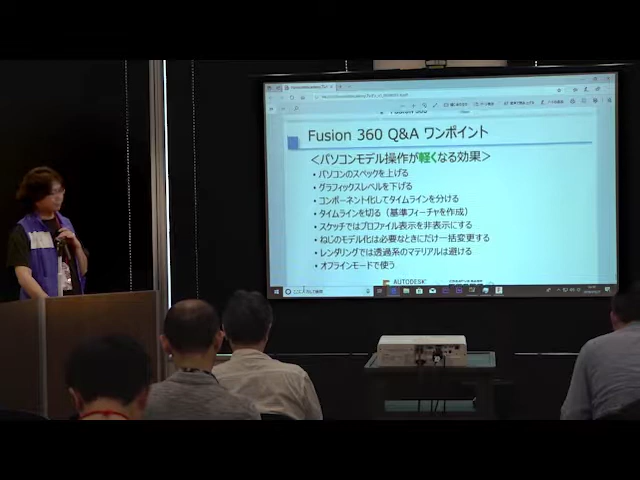 Fusion 360 Q&A ワンポイント
＜パソコンモデル操作が軽くなる効果＞
・パソコンのスペックを上げる
・グラフィックスレベルを下げる
・コンポーネント化してタイムラインを分ける
・タイムラインを切る（基準フィーチャを作成）
・スケッチではプロファイル表示を非表示にする
・ねじのモデル化は必要なときにだけ一括変更する
・レンダリングでは透過系のマテリアルは避ける
・オフラインモードで使う
AUTODESK